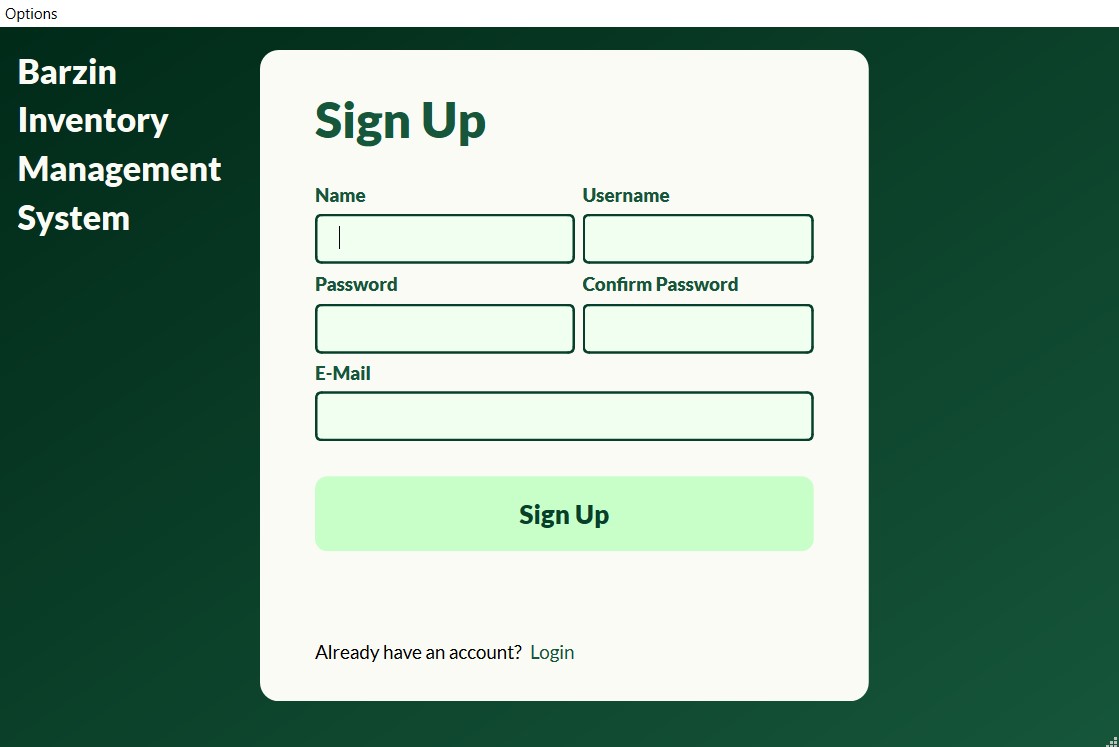 Options
Barzin
Inventory
Management
System
Sign Up
Name Username
Password Confirm Password
E-Mail
Sign Up
Already have an account? Login